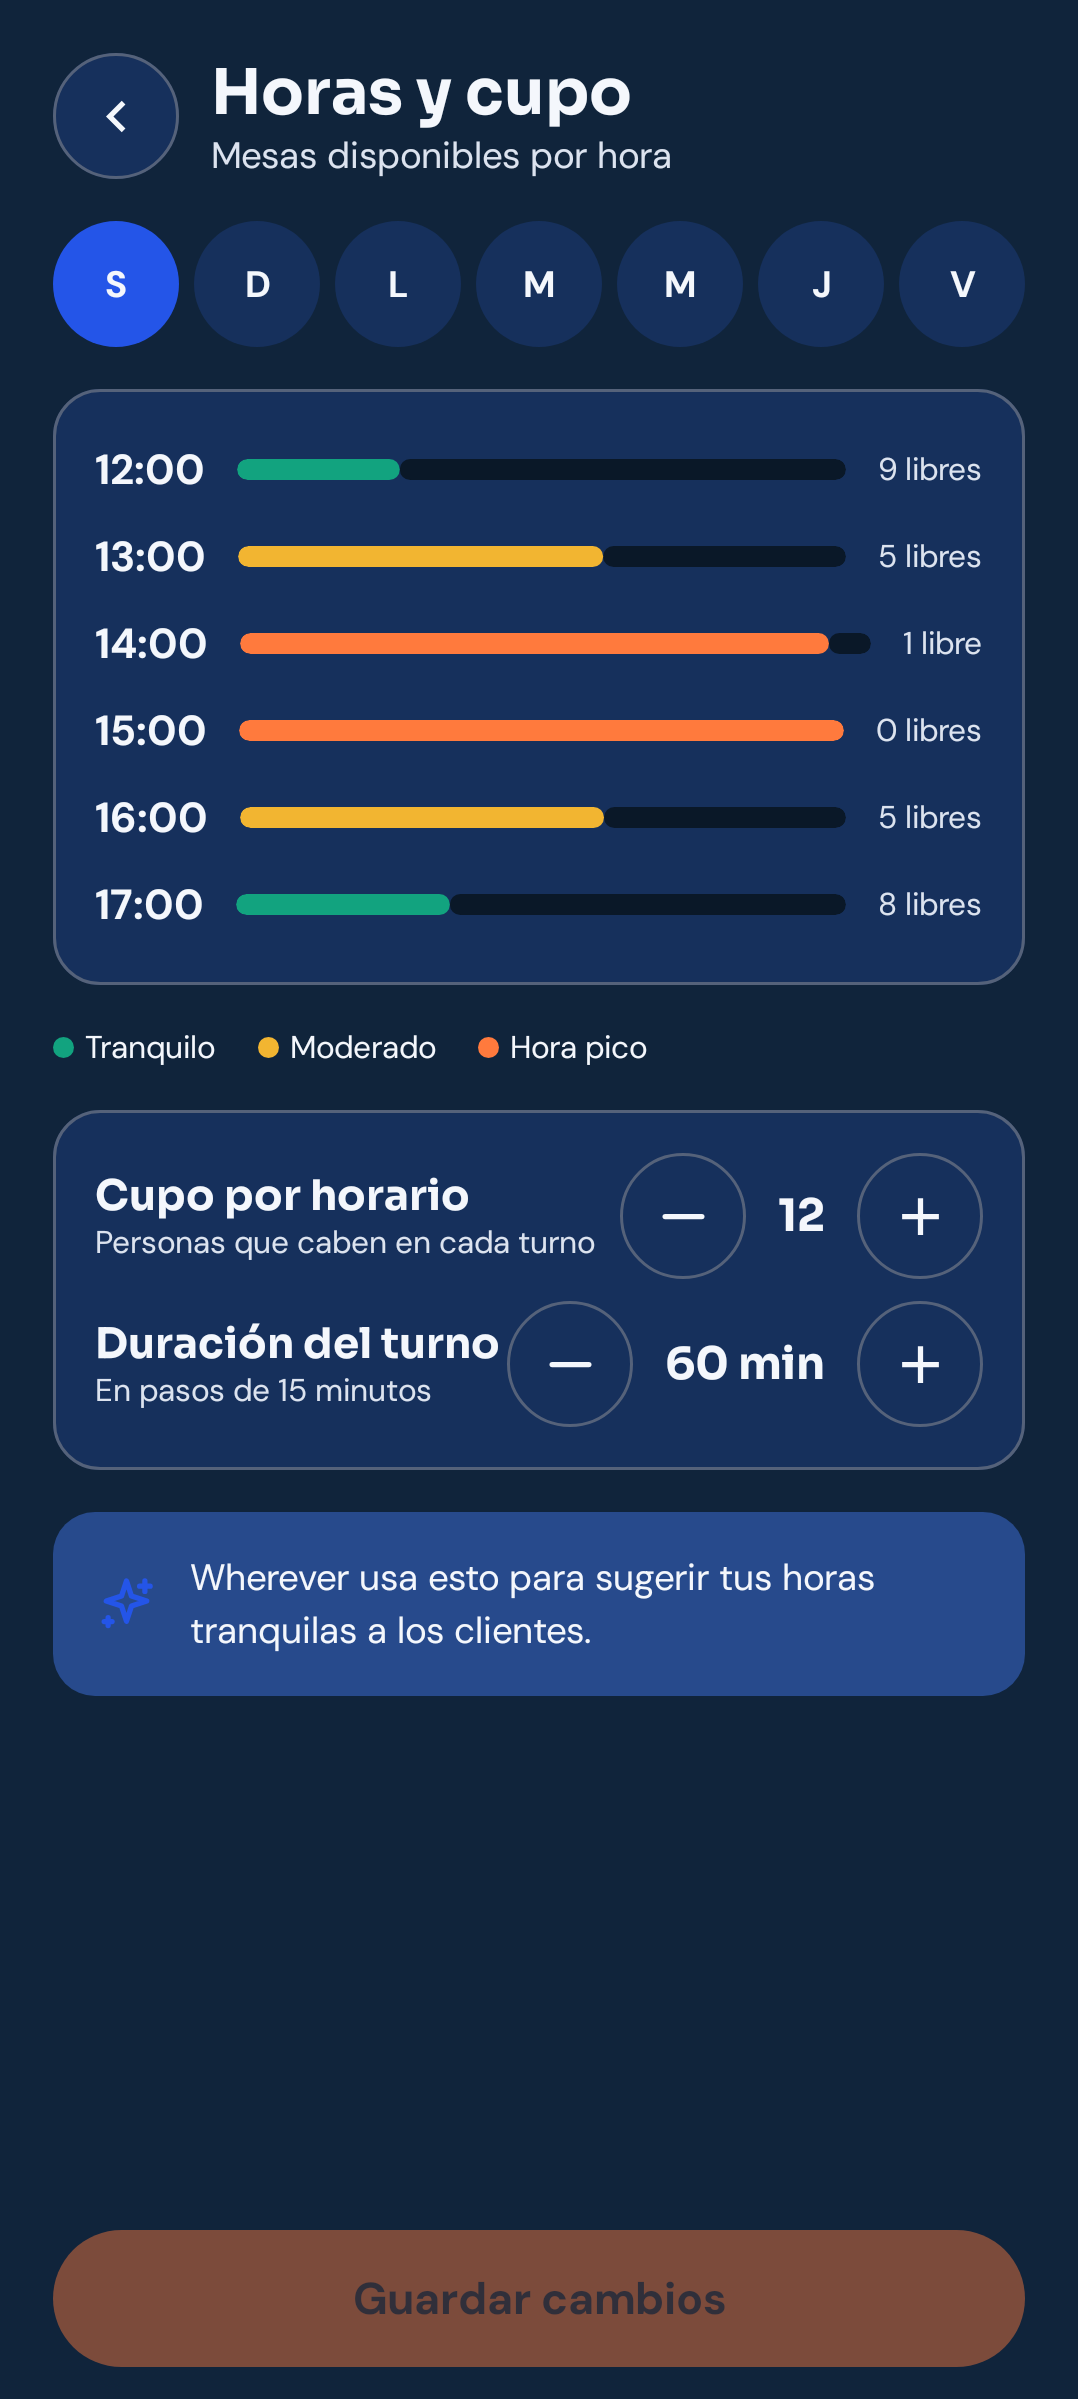 Horas y cupo
Mesas disponibles por hora
S D L M M J V
12:00 9 libres
13:00 5 libres
14:00 1 libre
15:00 0 libres
16:00 5 libres
17:00 8 libres
Tranquilo Moderado Hora pico
Cupo por horario
Personas que caben en cada turno
12
Duración del turno
En pasos de 15 minutos
60 min
Wherever usa esto para sugerir tus horas
tranquilas a los clientes.
Guardar cambios